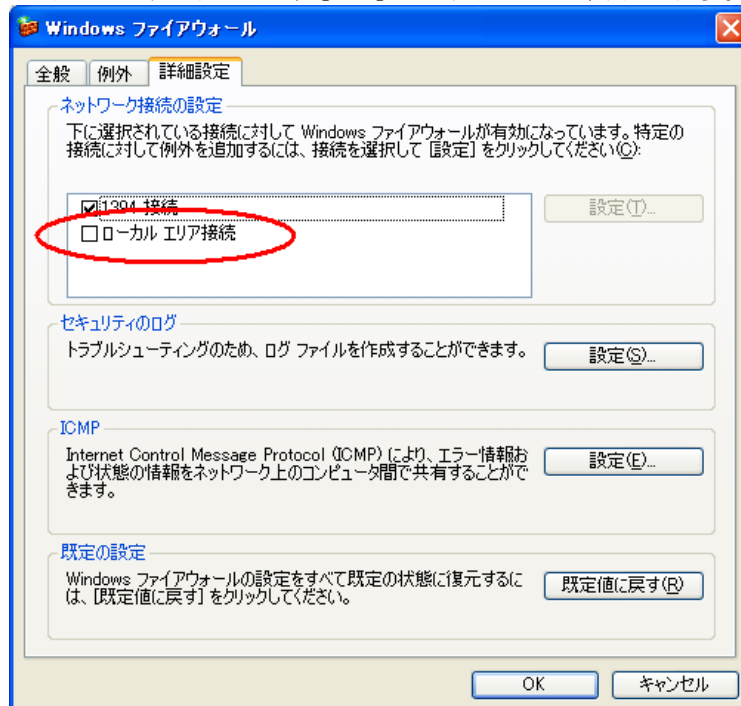 Windows ファイアウォール
全般
例外
詳細設定
ネットワーク接続の設定
下に選択されている接続に対して Windows ファイアウォールが有効になっています。特定の
接続に対して例外を追加するには、接続を選択して [設定] をクリックしてください(C):
1394 接続
設定(T)...
ローカル エリア接続
セキュリティのログ
トラブルシューティングのため、ログ ファイルを作成することができます。
設定(S)...
ICMP
Internet Control Message Protocol (ICMP) により、エラー情報お
よび状態の情報をネットワーク上のコンピュータ間で共有することがで
きます。
設定(E)...
既定の設定
Windows ファイアウォールの設定をすべて既定の状態に復元するに
は、[既定値に戻す] をクリックしてください。
既定値に戻す(R)
OK
キャンセル